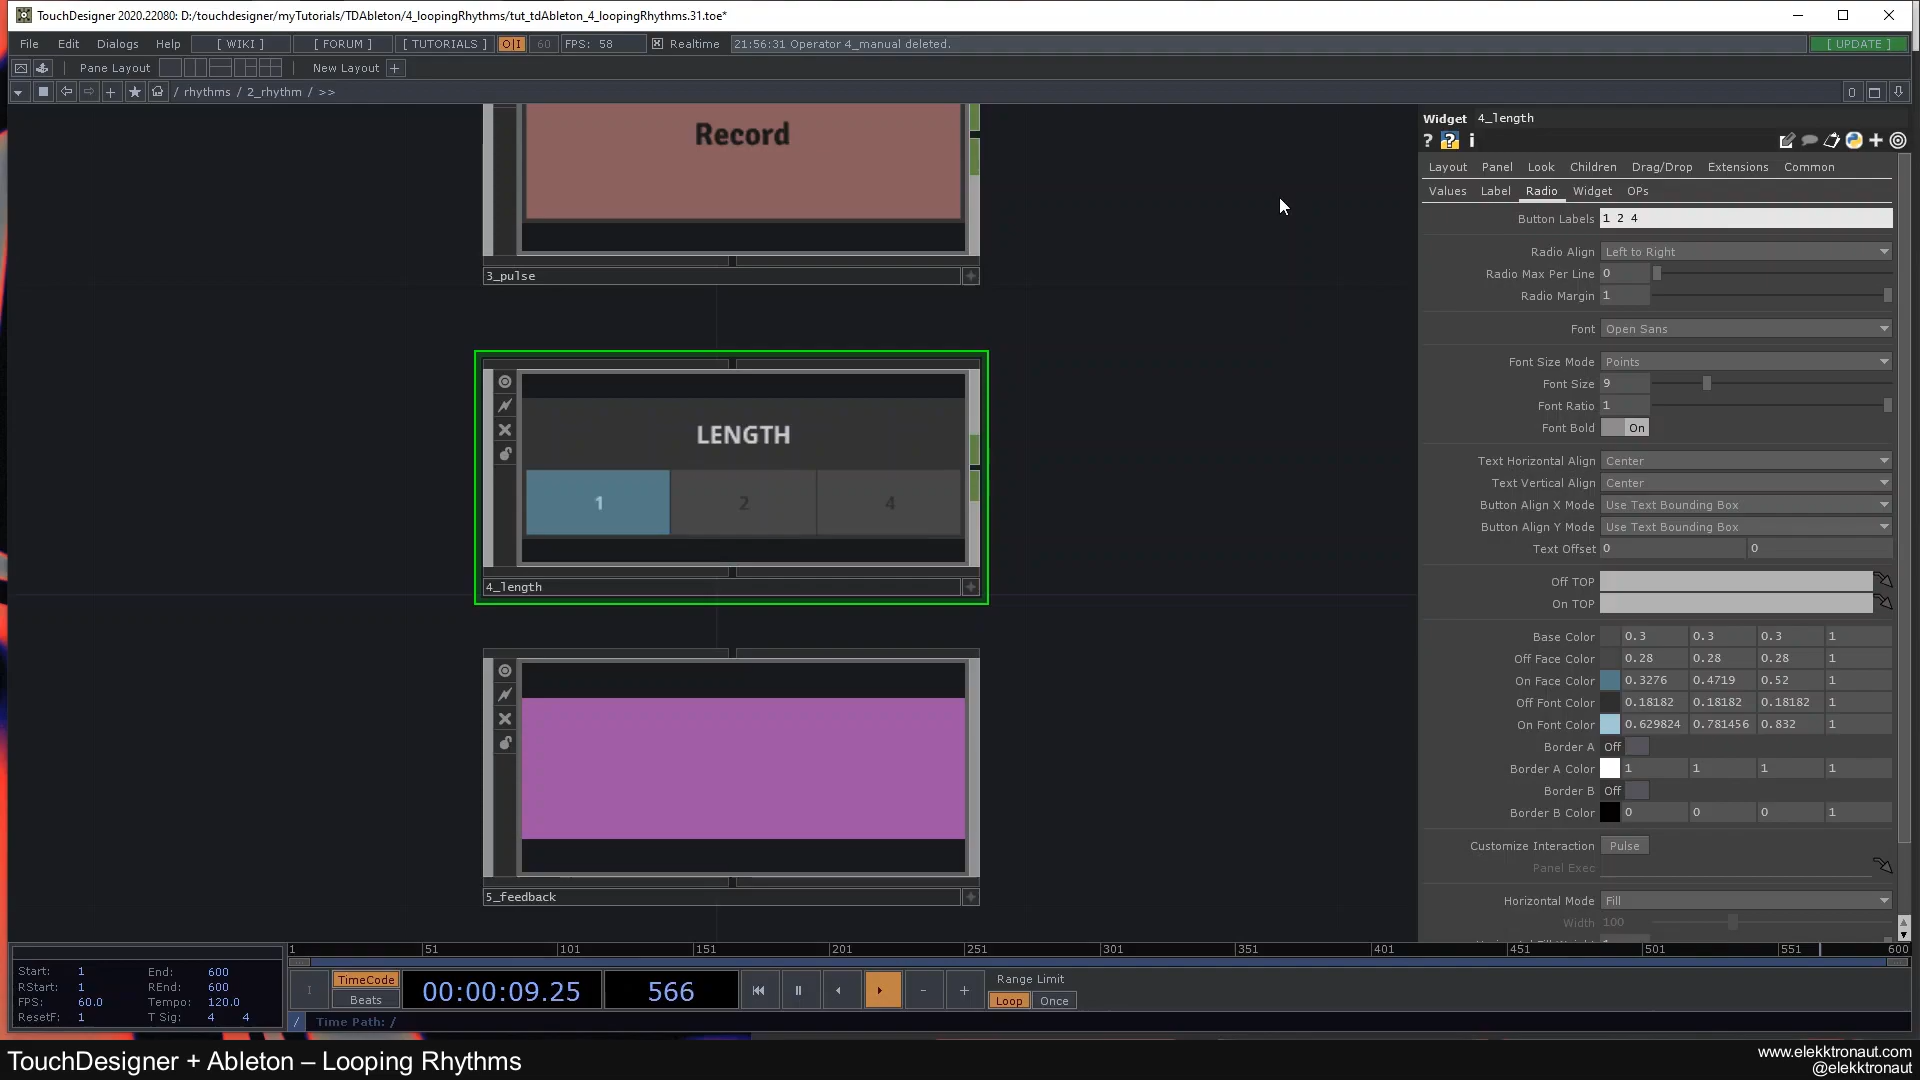 TouchDesigner 2020.22080: D:/touchdesigner/myTutorials/TDAbleton/4_loopingRhythms/tut_tdAbleton_4_loopingRhythms.31.toe*
File Edit Dialogs Help [ WIKI ] [ FORUM ] [ TUTORIALS ] O|I 60 FPS: 58 Realtime 21:56:31 Operator 4_manual deleted. [ UPDATE ]
Pane Layout New Layout +
/ rhythms / 2_rhythm / >> 0
Record
3_pulse
LENGTH
1 2 4
4_length
5_feedback
Widget 4_length
? ? i
Layout Panel Look Children Drag/Drop Extensions Common
Values Label Radio Widget OPs
Button Labels 1 2 4
Radio Align Left to Right
Radio Max Per Line 0
Radio Margin 1
Font Open Sans
Font Size Mode Points
Font Size 9
Font Ratio 1
Font Bold On
Text Horizontal Align Center
Text Vertical Align Center
Button Align X Mode Use Text Bounding Box
Button Align Y Mode Use Text Bounding Box
Text Offset 0 0
Off TOP
On TOP
Base Color 0.3 0.3 0.3 1
Off Face Color 0.28 0.28 0.28 1
On Face Color 0.3276 0.4719 0.52 1
Off Font Color 0.18182 0.18182 0.18182 1
On Font Color 0.629824 0.781456 0.832 1
Border A Off
Border A Color 1 1 1 1
Border B Off
Border B Color 0 0 0 1
Customize Interaction Pulse
Panel Exec
Horizontal Mode Fill
Width 100
1 51 101 151 201 251 301 351 401 451 501 551 600
Start: 1 End: 600
RStart: 1 REnd: 600
FPS: 60.0 Tempo: 120.0
ResetF: 1 T Sig: 4 4
TimeCode
Beats
00:00:09.25 566
Range Limit
Loop Once
/ Time Path: /
TouchDesigner + Ableton – Looping Rhythms
www.elekktronaut.com
@elekktronaut